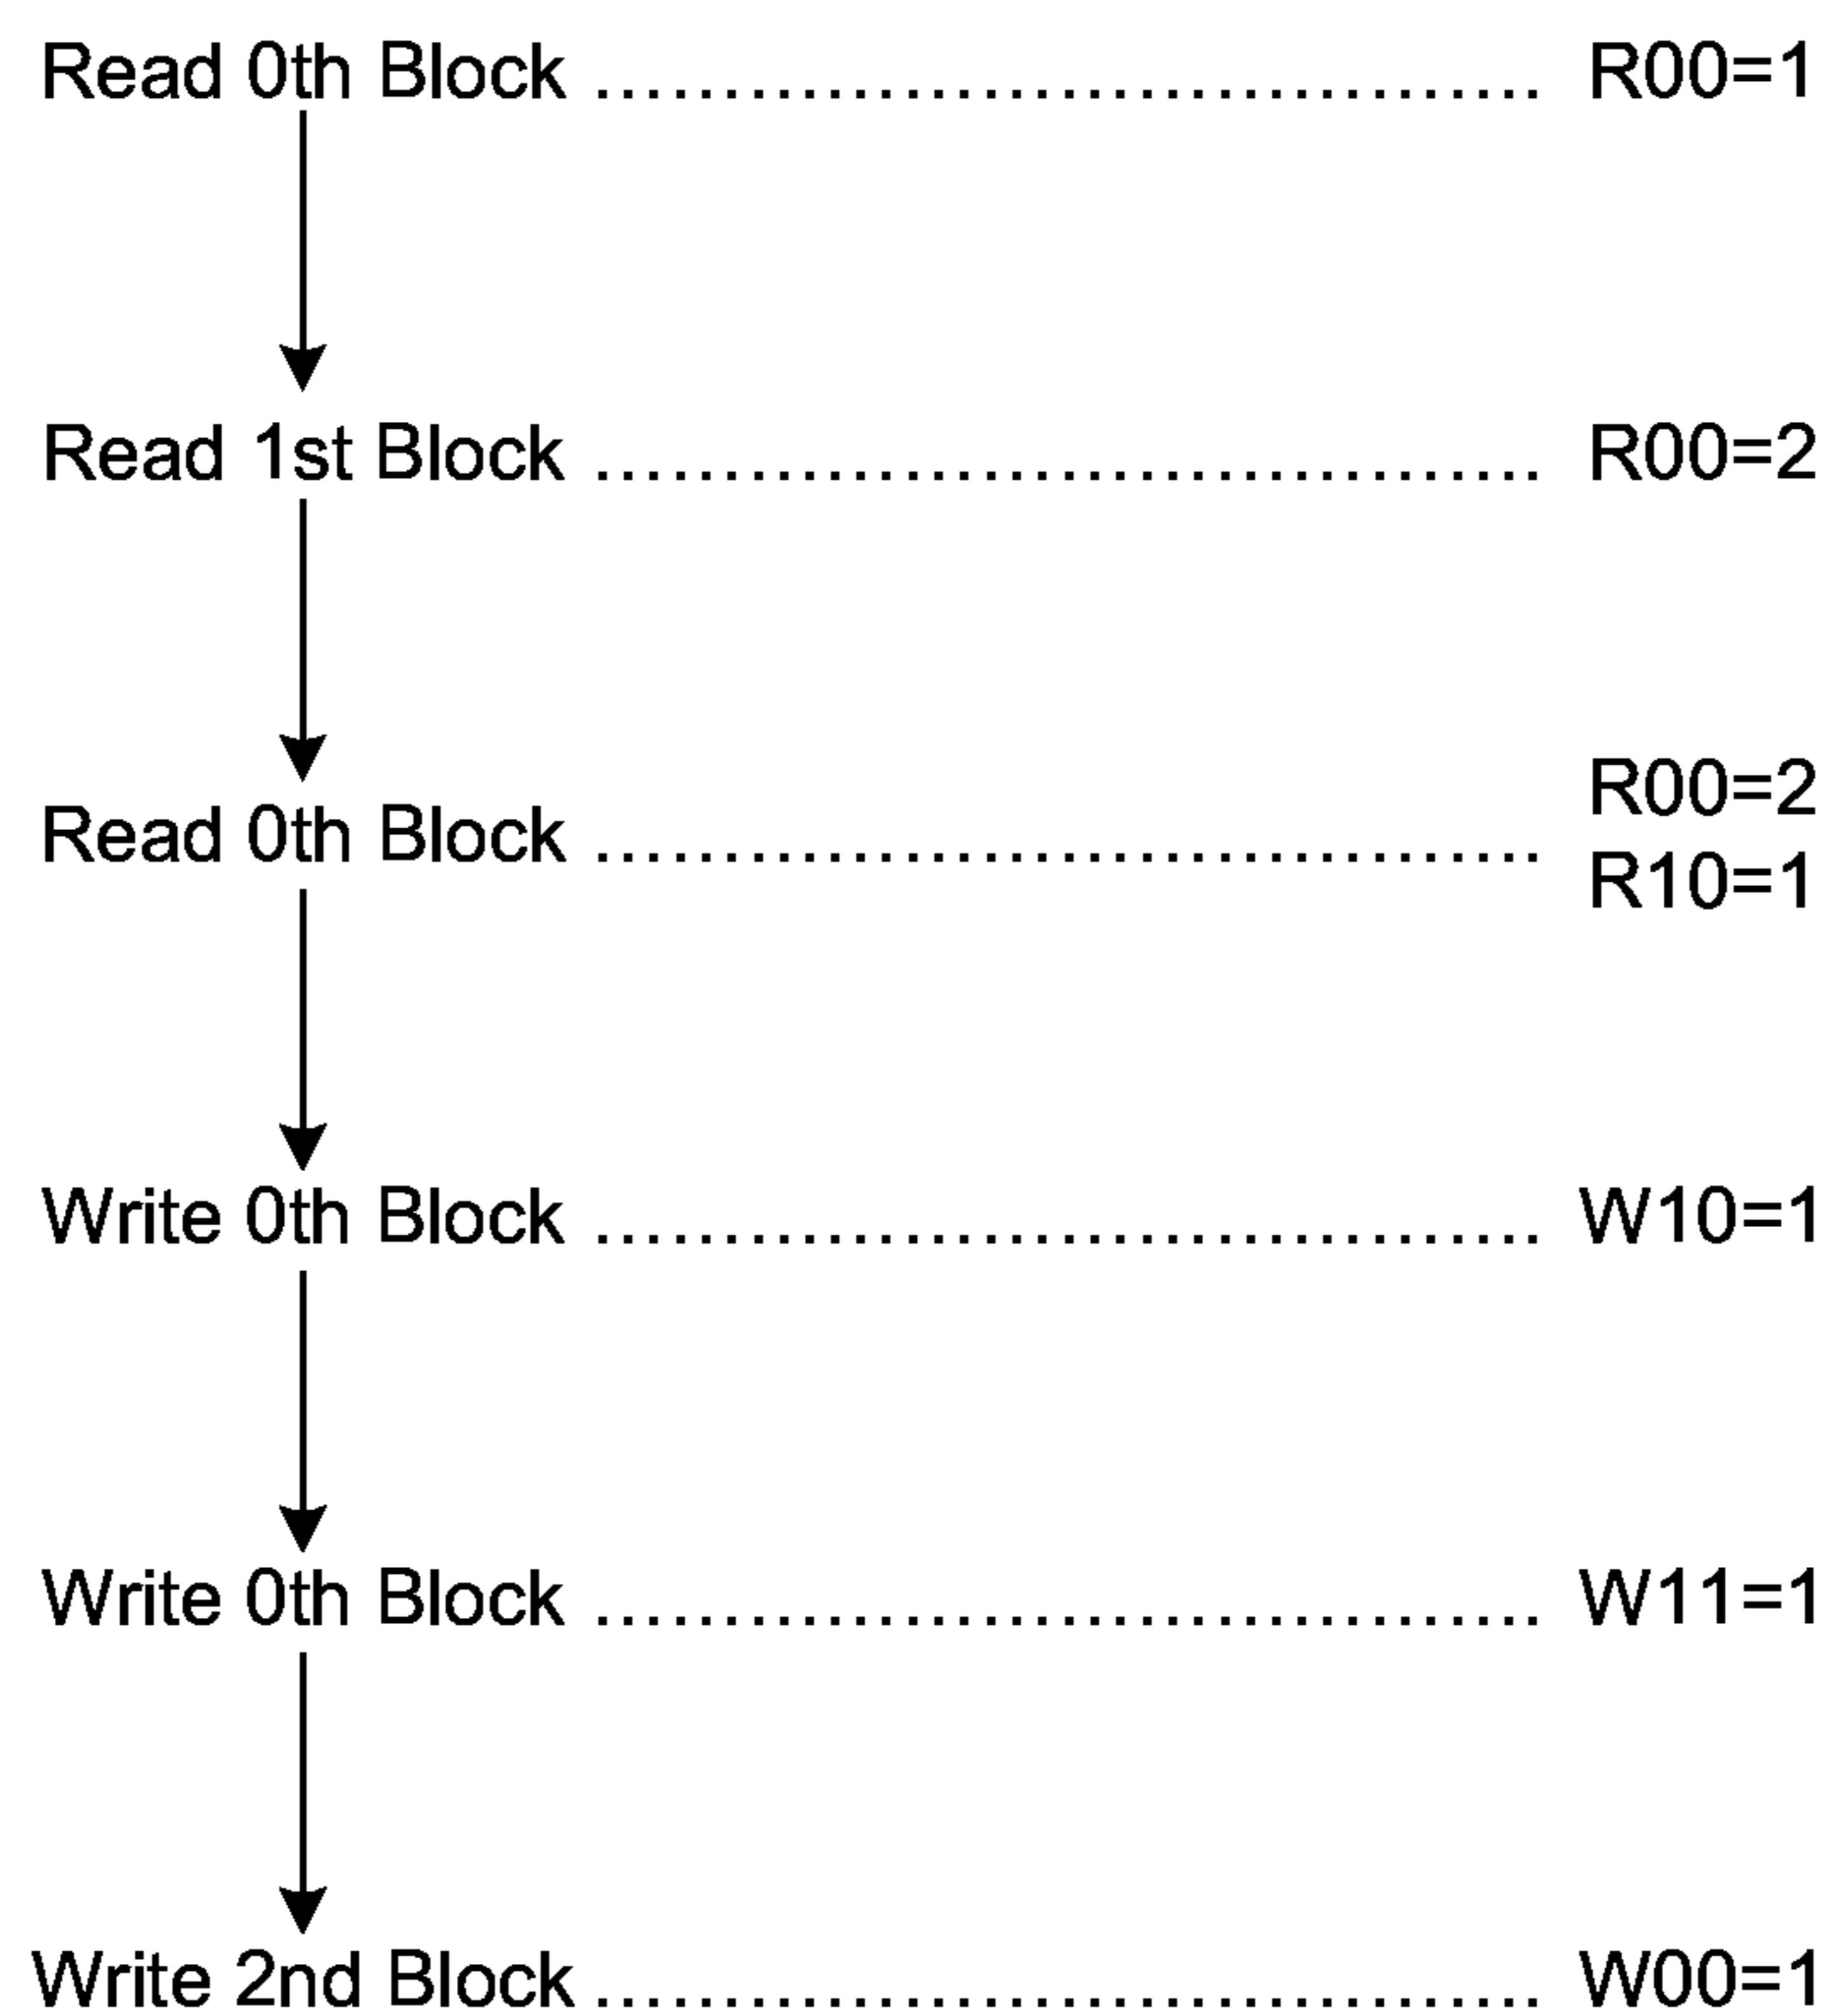 Read 0th Block .................................... R00=1
Read 1st Block .................................... R00=2
R00=2
Read 0th Block ....................................
R10=1
Write 0th Block .................................... W10=1
Write 0th Block .................................... W11=1
Write 2nd Block .................................... W00=1